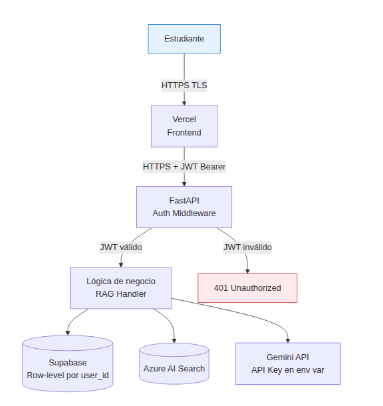 Estudiante
HTTPS TLS
Vercel
Frontend
HTTPS + JWT Bearer
FastAPI
Auth Middleware
JWT válido
JWT inválido
Lógica de negocio
RAG Handler
401 Unauthorized
Supabase
Row-level por user_id
Azure AI Search
Gemini API
API Key en env var